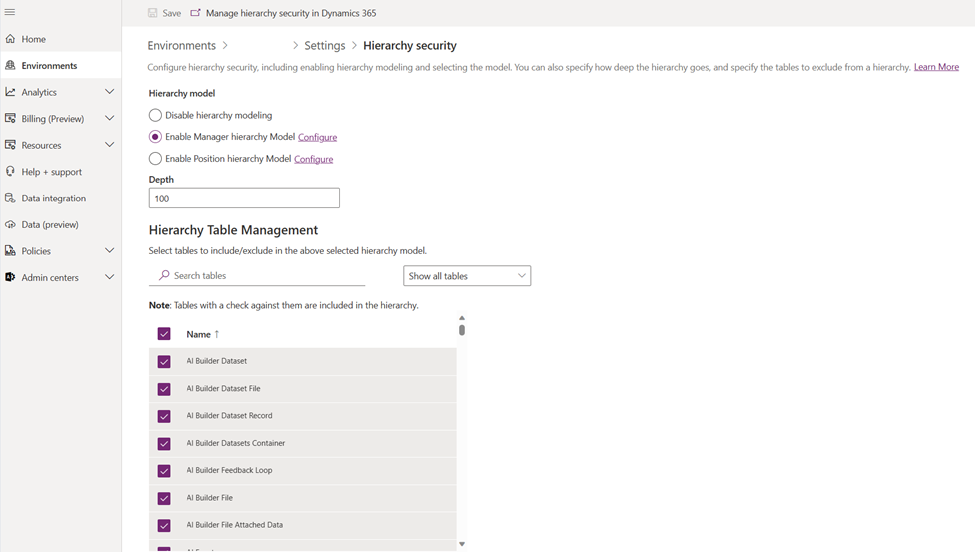 Save Manage hierarchy security in Dynamics 365
Home
Environments
Analytics
Billing (Preview)
Resources
Help + support
Data integration
Data (preview)
Policies
Admin centers
Environments > > Settings > Hierarchy security
Configure hierarchy security, including enabling hierarchy modeling and selecting the model. You can also specify how deep the hierarchy goes, and specify the tables to exclude from a hierarchy. Learn More
Hierarchy model
Disable hierarchy modeling
Enable Manager hierarchy Model Configure
Enable Position hierarchy Model Configure
Depth
100
Hierarchy Table Management
Select tables to include/exclude in the above selected hierarchy model.
Search tables Show all tables
Note: Tables with a check against them are included in the hierarchy.
Name ↑
AI Builder Dataset
AI Builder Dataset File
AI Builder Dataset Record
AI Builder Datasets Container
AI Builder Feedback Loop
AI Builder File
AI Builder File Attached Data